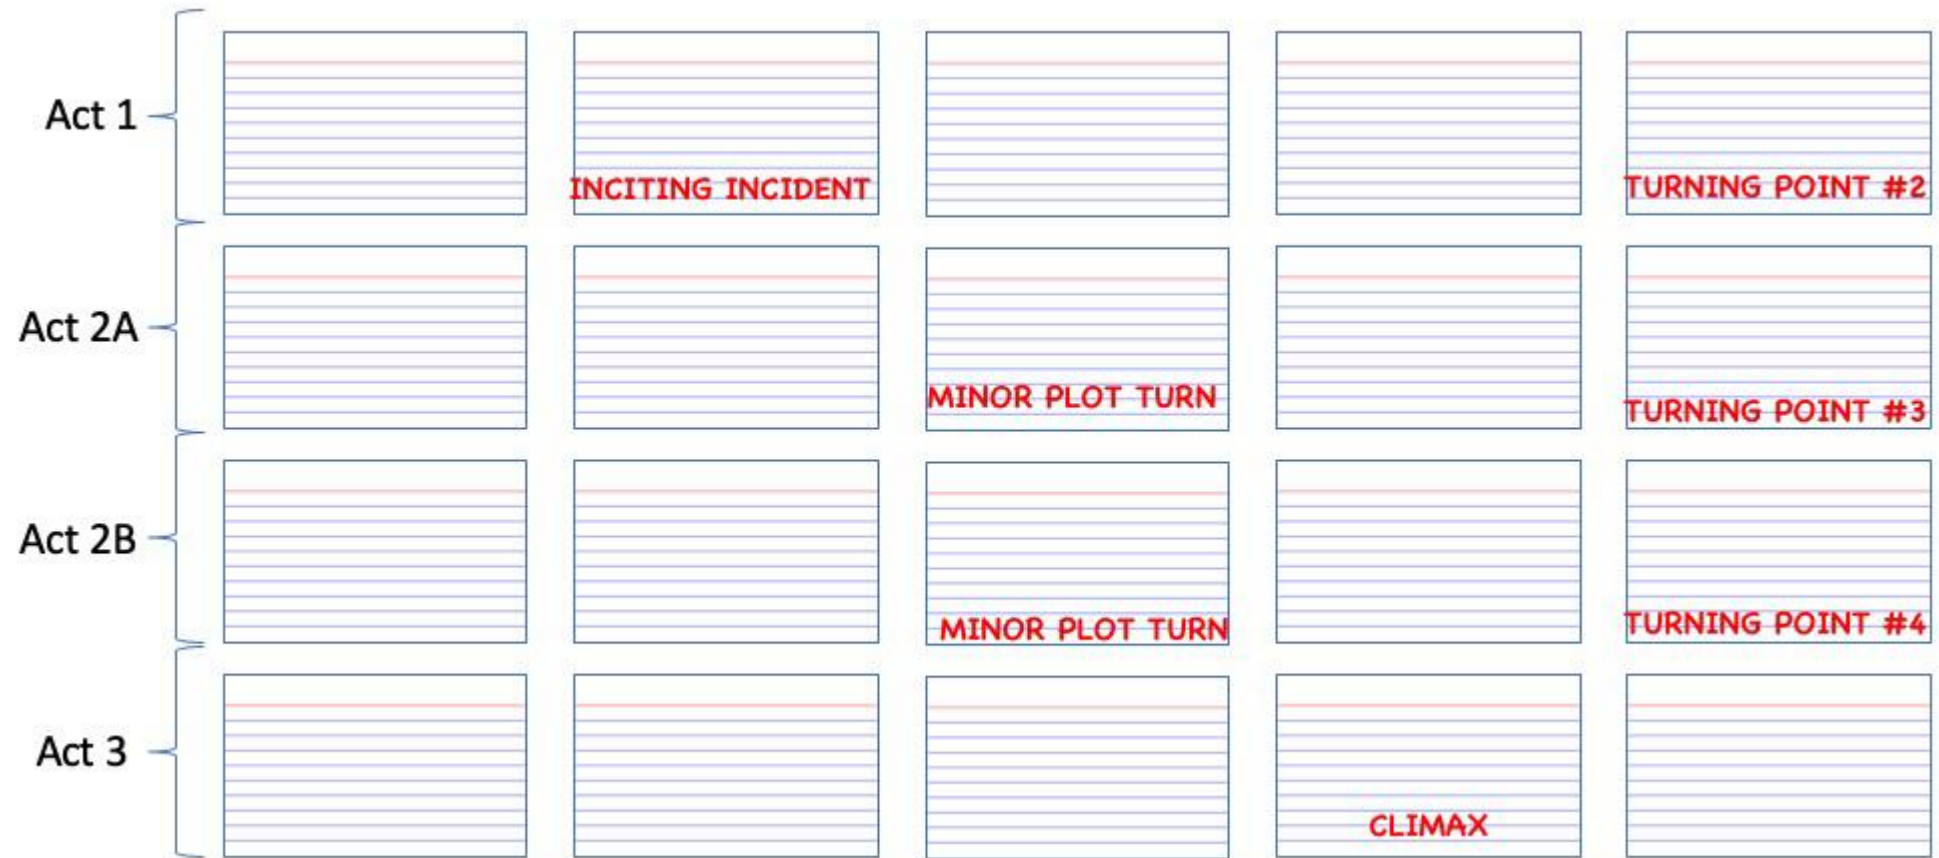 Act 1
INCITING INCIDENT
TURNING POINT #2
Act 2A
MINOR PLOT TURN
TURNING POINT #3
Act 2B
MINOR PLOT TURN
TURNING POINT #4
Act 3
CLIMAX